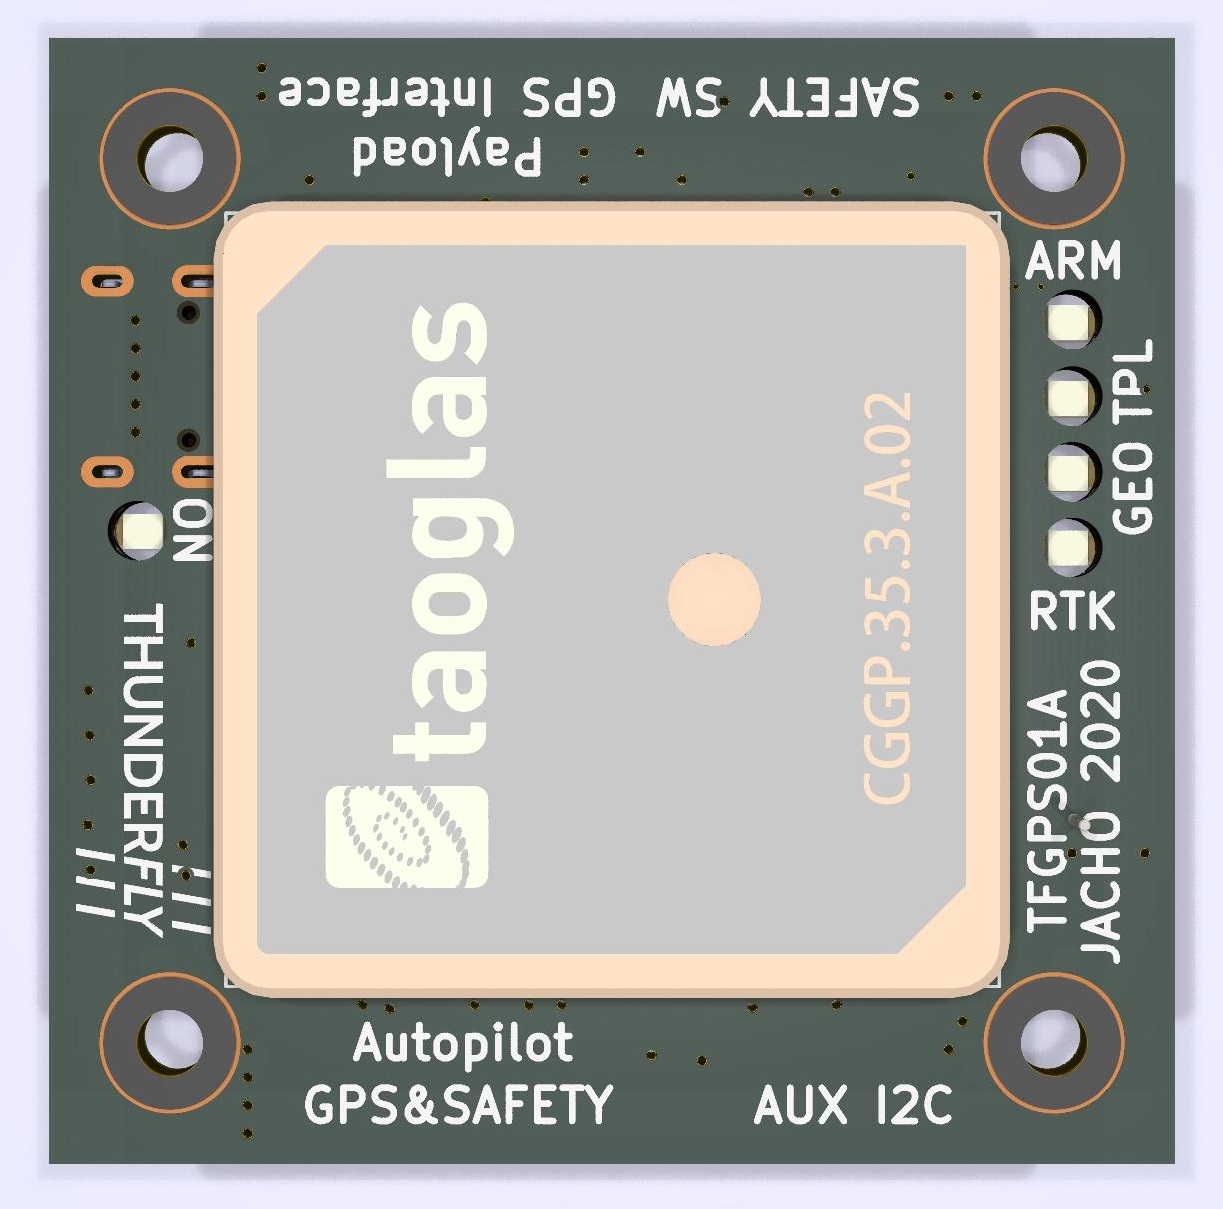 SAFETY SW
GPS Interface
Payload
ARM
TPL
GEO
RTK
ON
THUNDERFLY
taoglas
CGGP.35.3.A.02
TFGPS01A
JACHO 2020
Autopilot
GPS&SAFETY
AUX I2C